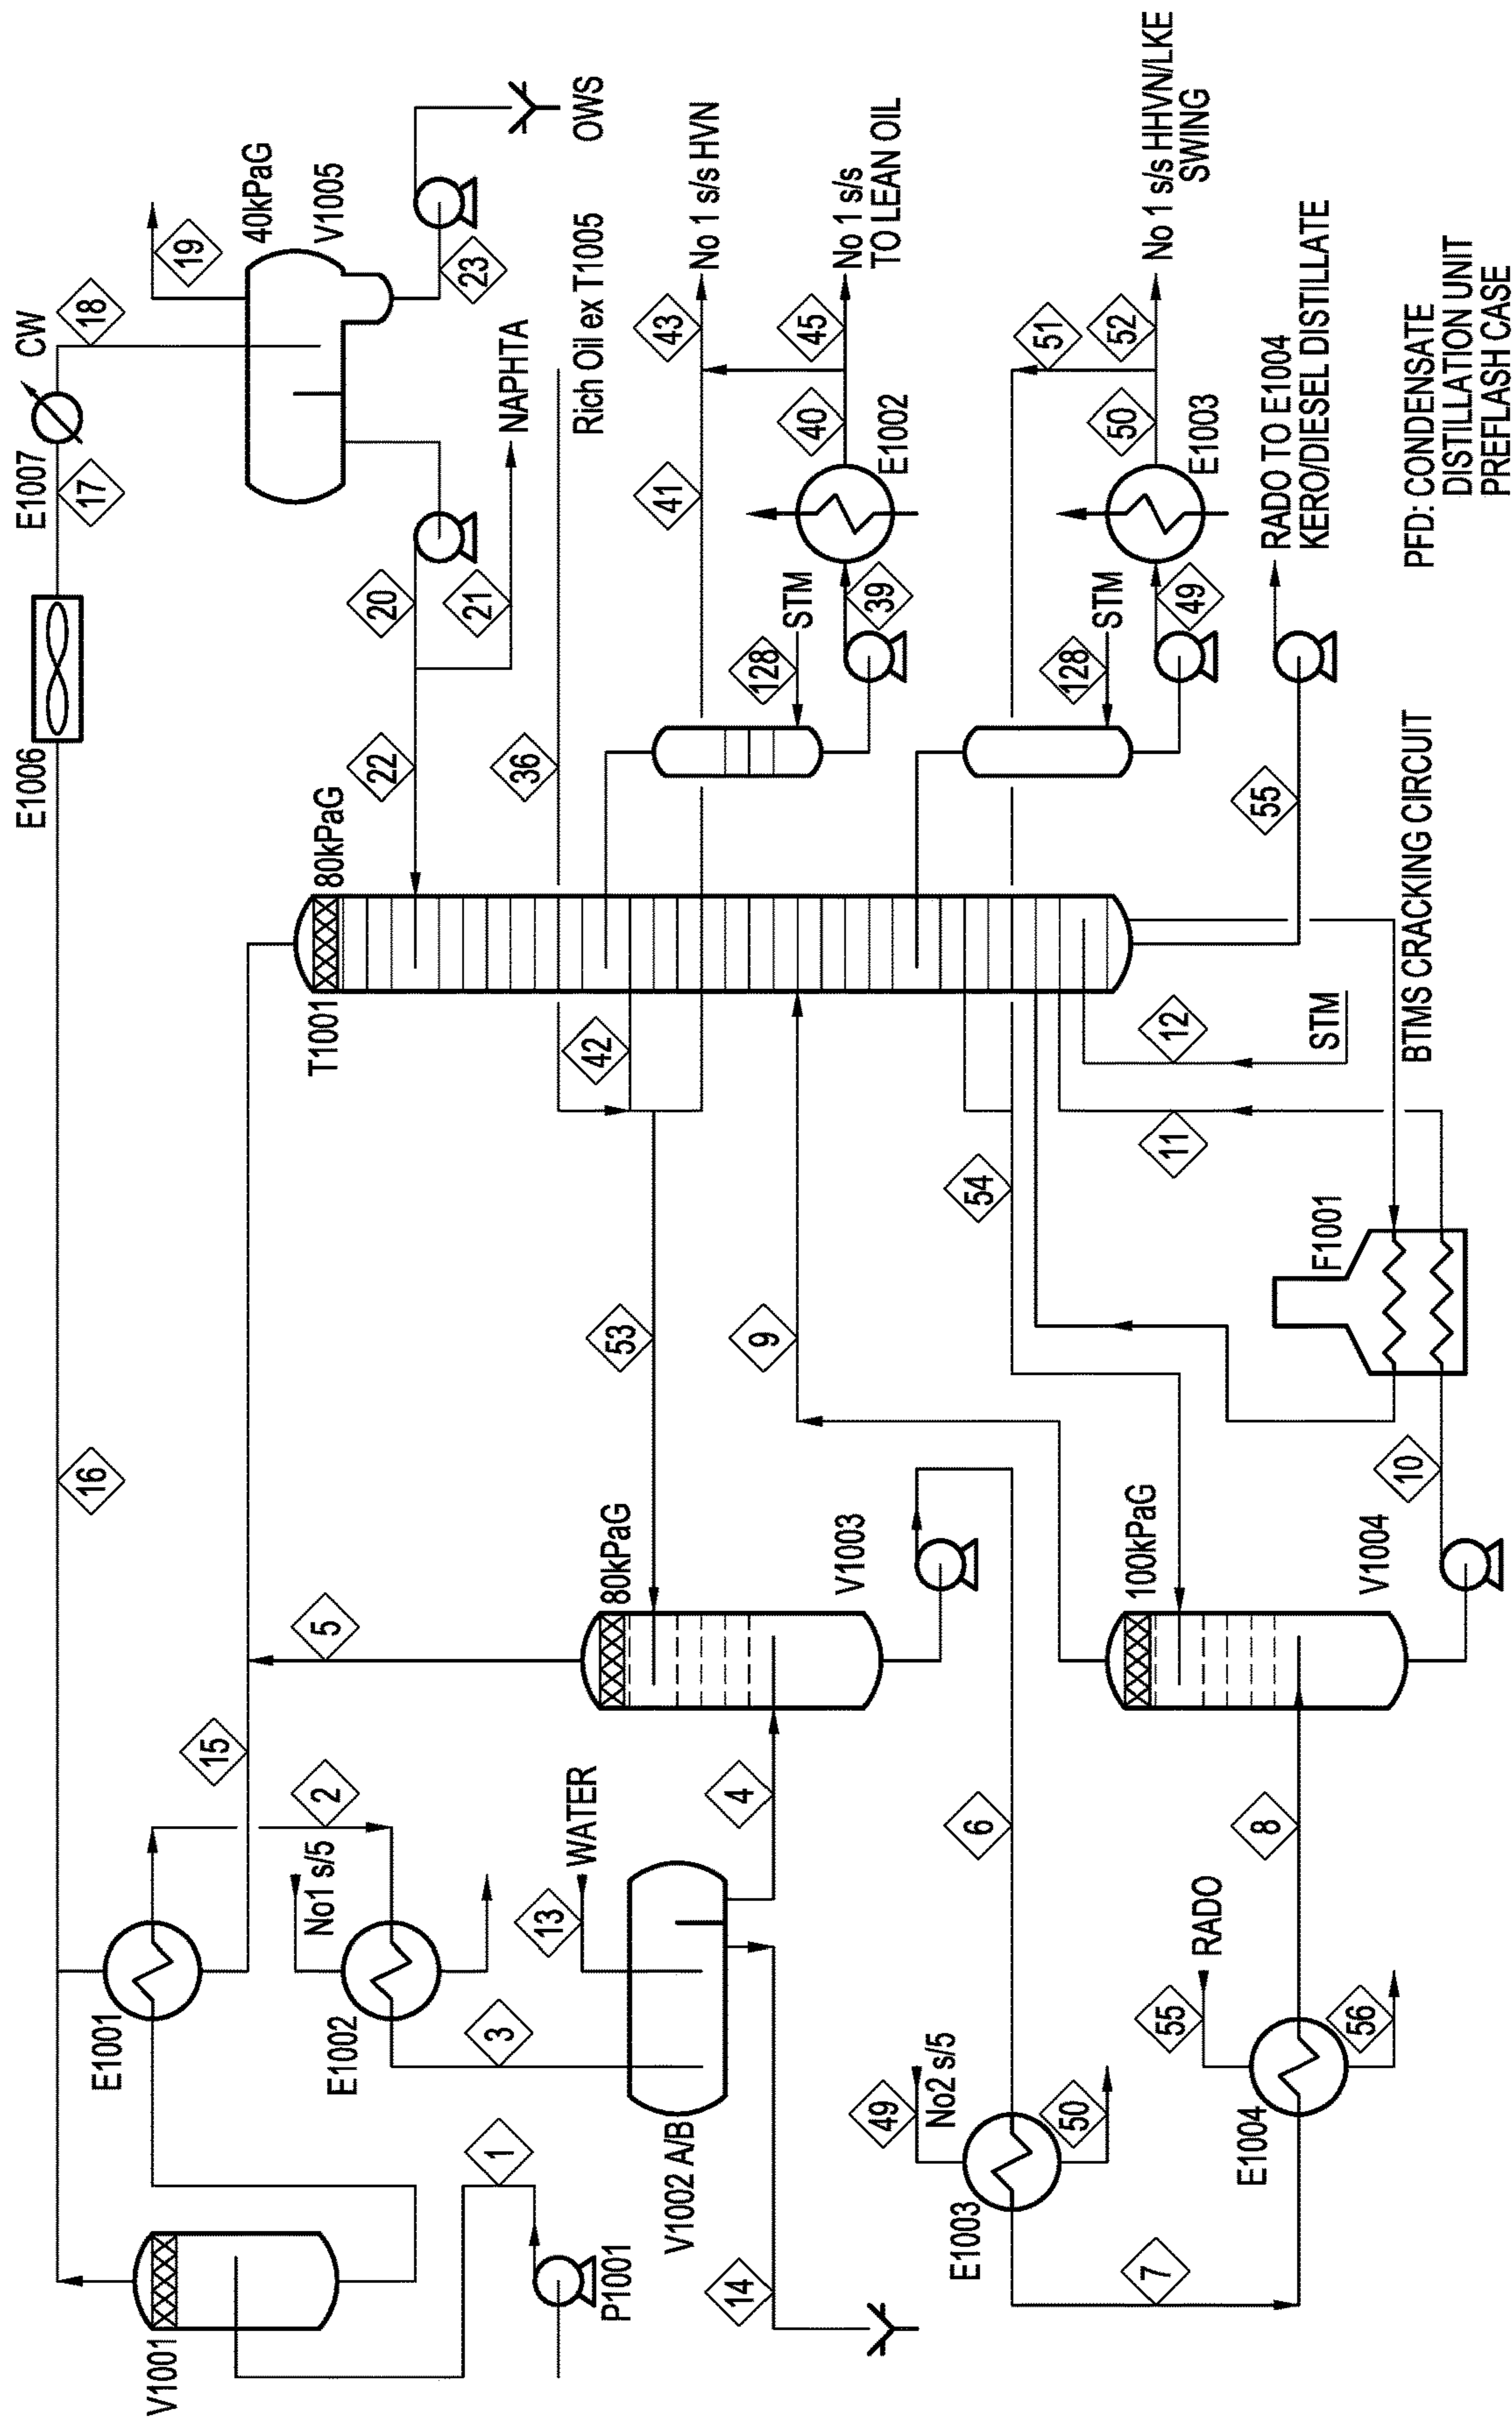 V1001
P1001
1
E1001
2
No1 s/5
E1002
3
V1002 A/B
13
WATER
14
4
15
5
16
80kPaG
V1003
49
No2 s/5
50
E1003
6
7
55
RADO
56
E1004
8
100kPaG
V1004
10
53
9
54
F1001
11
12
STM
BTMS CRACKING CIRCUIT
42
T1001
80kPaG
E1006
E1007
CW
17
18
19
40kPaG
V1005
20
21
22
NAPHTA
23
OWS
36
Rich Oil ex T1005
41
43
No 1 s/s HVN
128
STM
39
40
E1002
45
No 1 s/s
TO LEAN OIL
128
STM
49
50
E1003
51
52
No 1 s/s HHVN/LKE
SWING
55
RADO TO E1004
KERO/DIESEL DISTILLATE
PFD: CONDENSATE
DISTILLATION UNIT
PREFLASH CASE